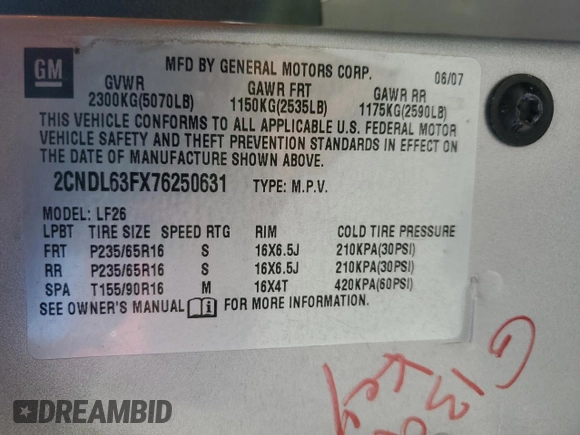 GM
MFD BY GENERAL MOTORS CORP. 06/07
GVWR GAWR FRT GAWR RR
2300KG(5070LB) 1150KG(2535LB) 1175KG(2590LB)
THIS VEHICLE CONFORMS TO ALL APPLICABLE U.S. FEDERAL MOTOR
VEHICLE SAFETY AND THEFT PREVENTION STANDARDS IN EFFECT ON
THE DATE OF MANUFACTURE SHOWN ABOVE.
2CNDL63FX76250631 TYPE: M.P.V.
MODEL: LF26
LPBT TIRE SIZE SPEED RTG RIM COLD TIRE PRESSURE
FRT P235/65R16 S 16X6.5J 210KPA(30PSI)
RR P235/65R16 S 16X6.5J 210KPA(30PSI)
SPA T155/90R16 M 16X4T 420KPA(60PSI)
SEE OWNER'S MANUAL FOR MORE INFORMATION.
Key
DREAMBID